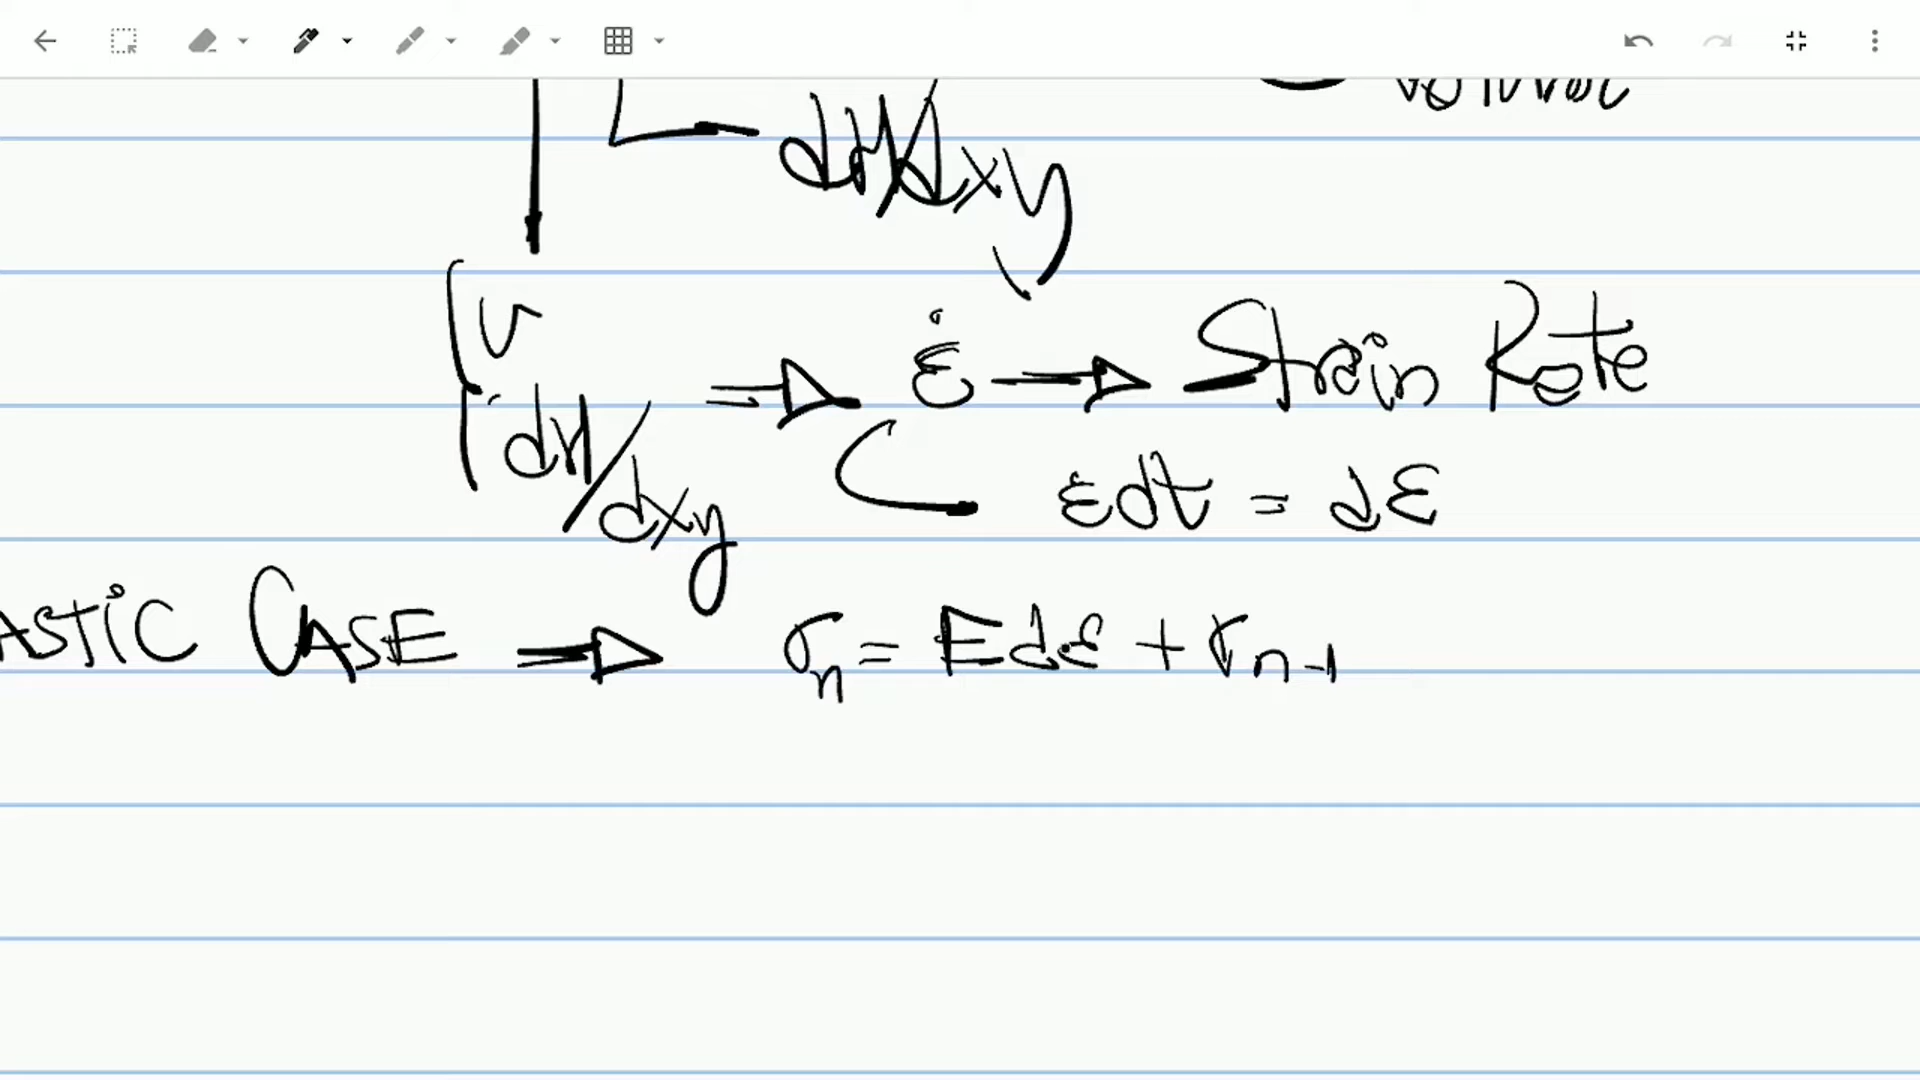 dH/dxy
v
ε̇ → Strain Rate
dH/dxy
ε̇dt = dε
ASTiC CASE ⇒ σn = Edε + σn-1